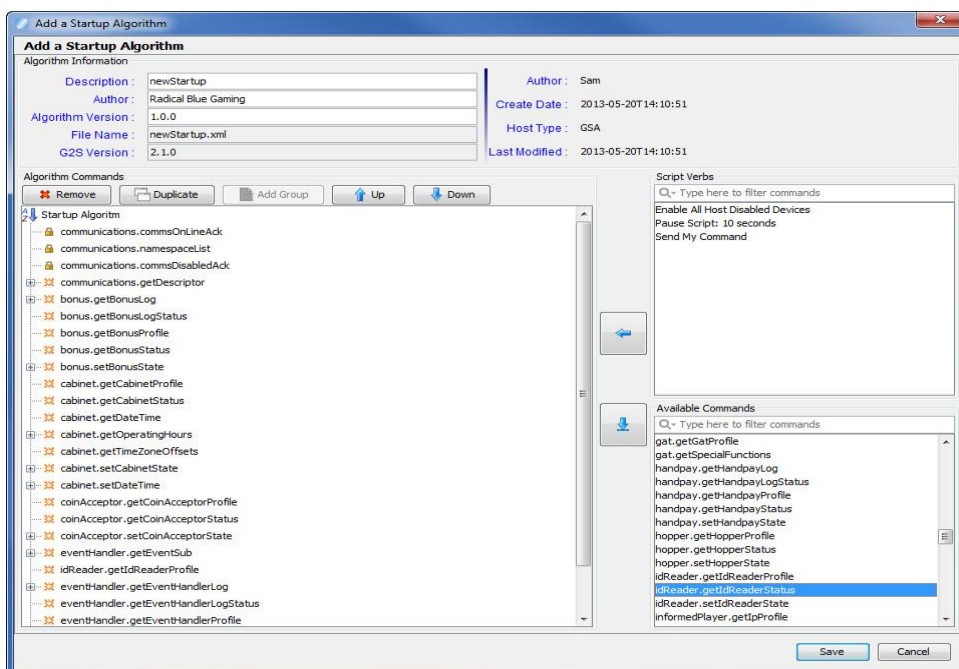 Add a Startup Algorithm
Add a Startup Algorithm
Algorithm Information
Description : newStartup
Author : Radical Blue Gaming
Algorithm Version : 1.0.0
File Name : newStartup.xml
G2S Version : 2.1.0
Author : Sam
Create Date : 2013-05-20T14:10:51
Host Type : GSA
Last Modified : 2013-05-20T14:10:51
Algorithm Commands
Remove Duplicate Add Group Up Down
Startup Algoritm
communications.commsOnLineAck
communications.namespaceList
communications.commsDisabledAck
communications.getDescriptor
bonus.getBonusLog
bonus.getBonusLogStatus
bonus.getBonusProfile
bonus.getBonusStatus
bonus.setBonusState
cabinet.getCabinetProfile
cabinet.getCabinetStatus
cabinet.getDateTime
cabinet.getOperatingHours
cabinet.getTimeZoneOffsets
cabinet.setCabinetState
cabinet.setDateTime
coinAcceptor.getCoinAcceptorProfile
coinAcceptor.getCoinAcceptorStatus
coinAcceptor.setCoinAcceptorState
eventHandler.getEventSub
idReader.getIdReaderProfile
eventHandler.getEventHandlerLog
eventHandler.getEventHandlerLogStatus
eventHandler.getEventHandlerProfile
Script Verbs
Type here to filter commands
Enable All Host Disabled Devices
Pause Script: 10 seconds
Send My Command
Available Commands
Type here to filter commands
gat.getGatProfile
gat.getSpecialFunctions
handpay.getHandpayLog
handpay.getHandpayLogStatus
handpay.getHandpayProfile
handpay.getHandpayStatus
handpay.setHandpayState
hopper.getHopperProfile
hopper.getHopperStatus
hopper.setHopperState
idReader.getIdReaderProfile
idReader.getIdReaderStatus
idReader.setIdReaderState
informedPlayer.getIpProfile
Save Cancel